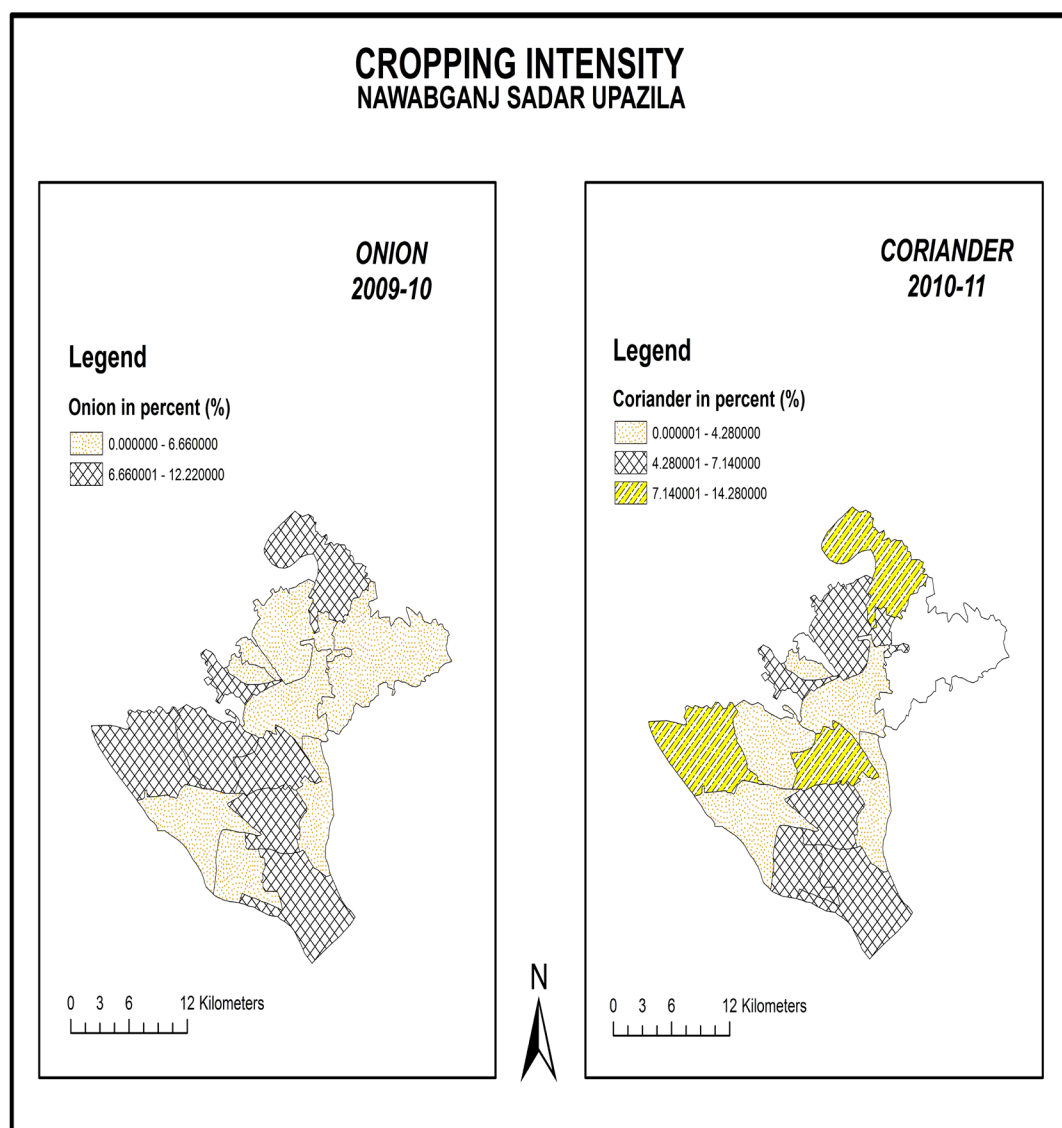 CROPPING INTENSITY
NAWABGANJ SADAR UPAZILA
ONION
2009-10
Legend
Onion in percent (%)
0.000000 - 6.660000
6.660001 - 12.220000
0 3 6 12 Kilometers
N
CORIANDER
2010-11
Legend
Coriander in percent (%)
0.000001 - 4.280000
4.280001 - 7.140000
7.140001 - 14.280000
0 3 6 12 Kilometers